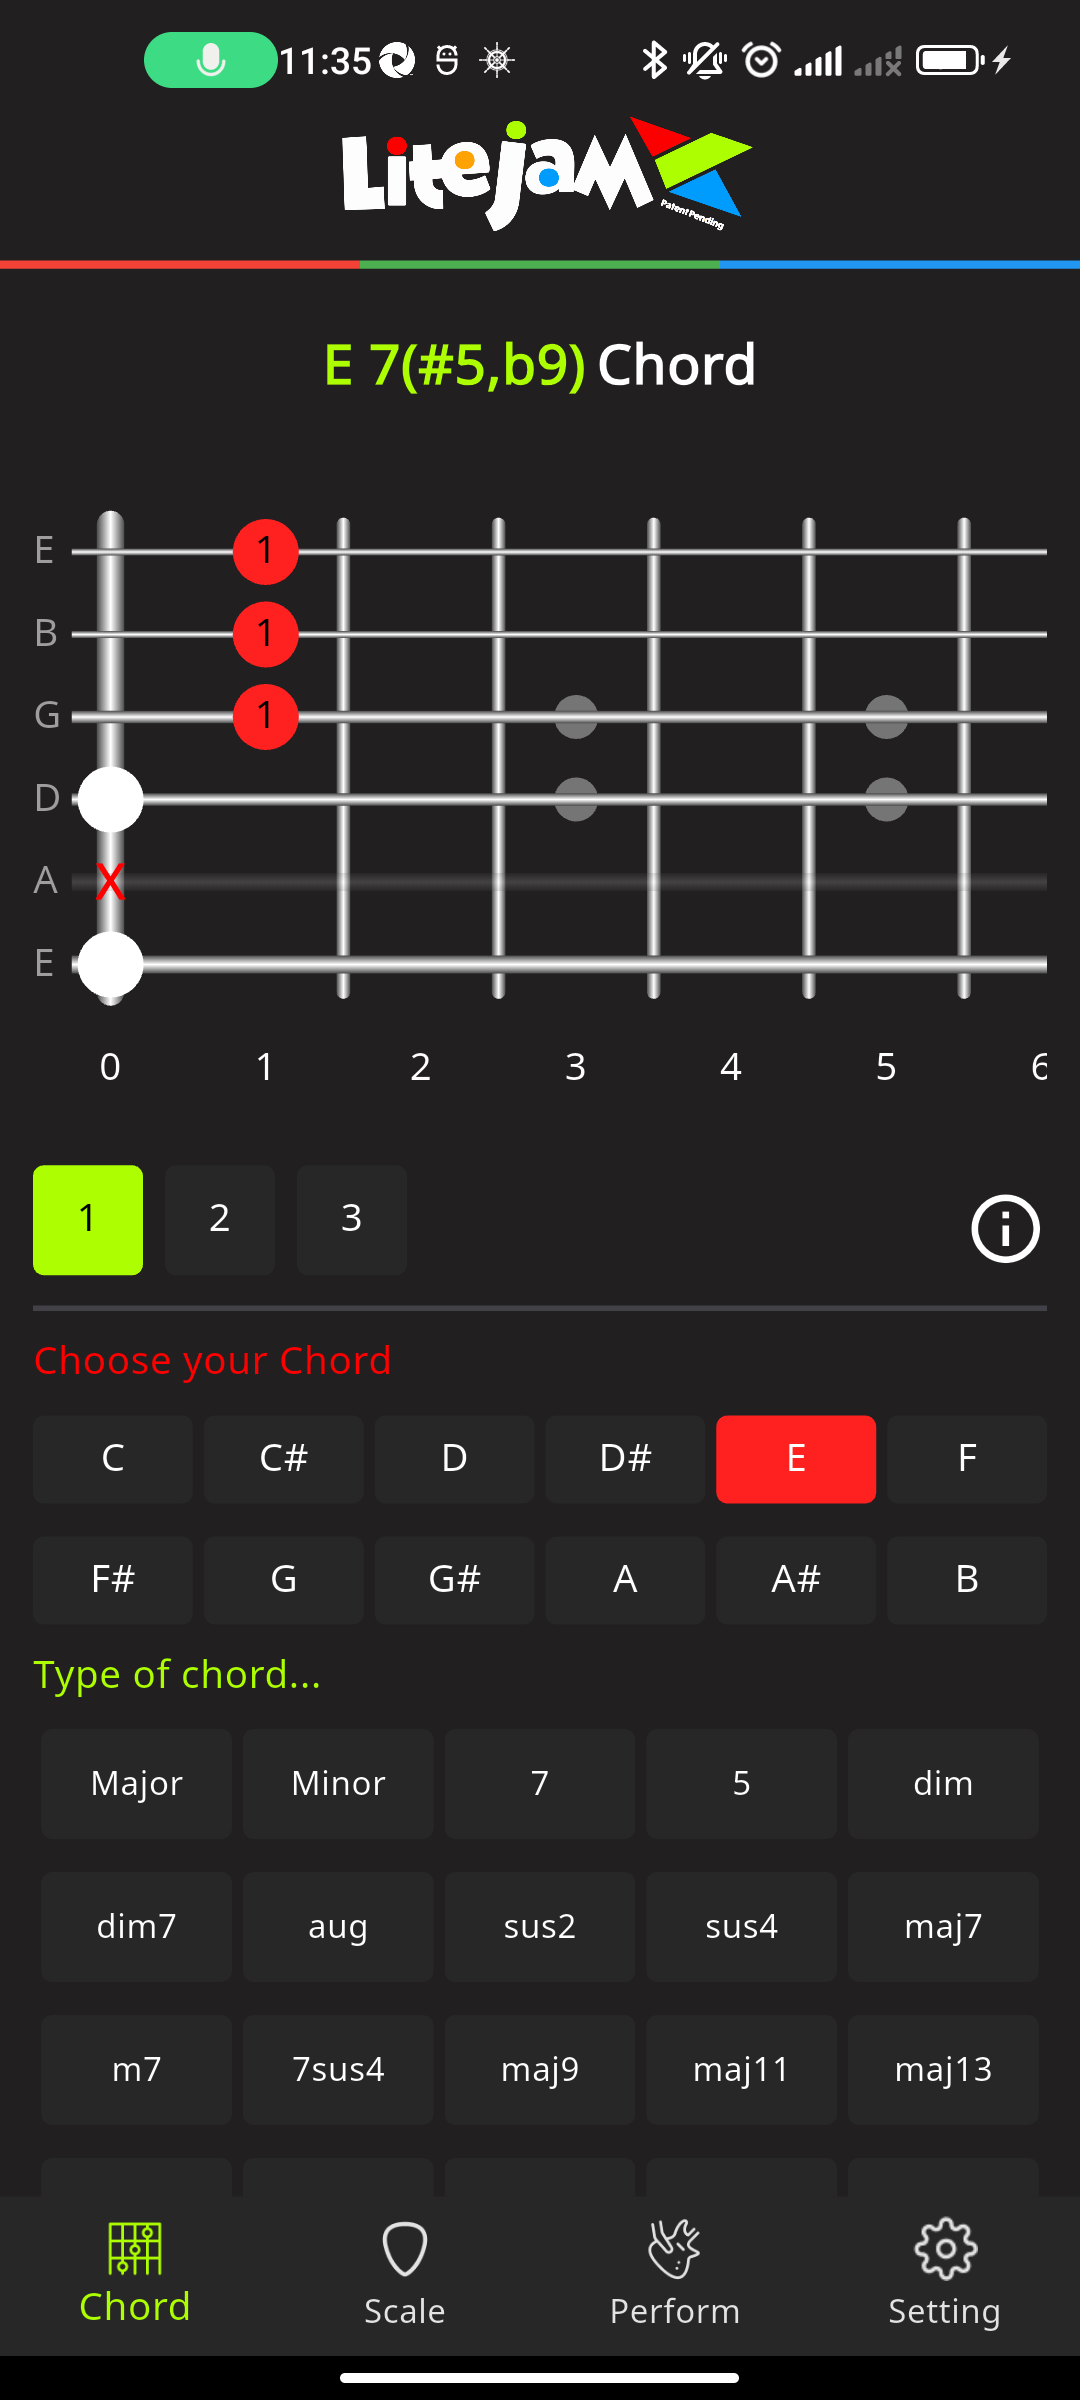 11:35
Litejam
Patent Pending
E 7(#5,b9) Chord
E 1
B 1
G 1
D
A X
E
0 1 2 3 4 5 6
1 2 3
Choose your Chord
C C# D D# E F
F# G G# A A# B
Type of chord...
Major Minor 7 5 dim
dim7 aug sus2 sus4 maj7
m7 7sus4 maj9 maj11 maj13
Chord Scale Perform Setting